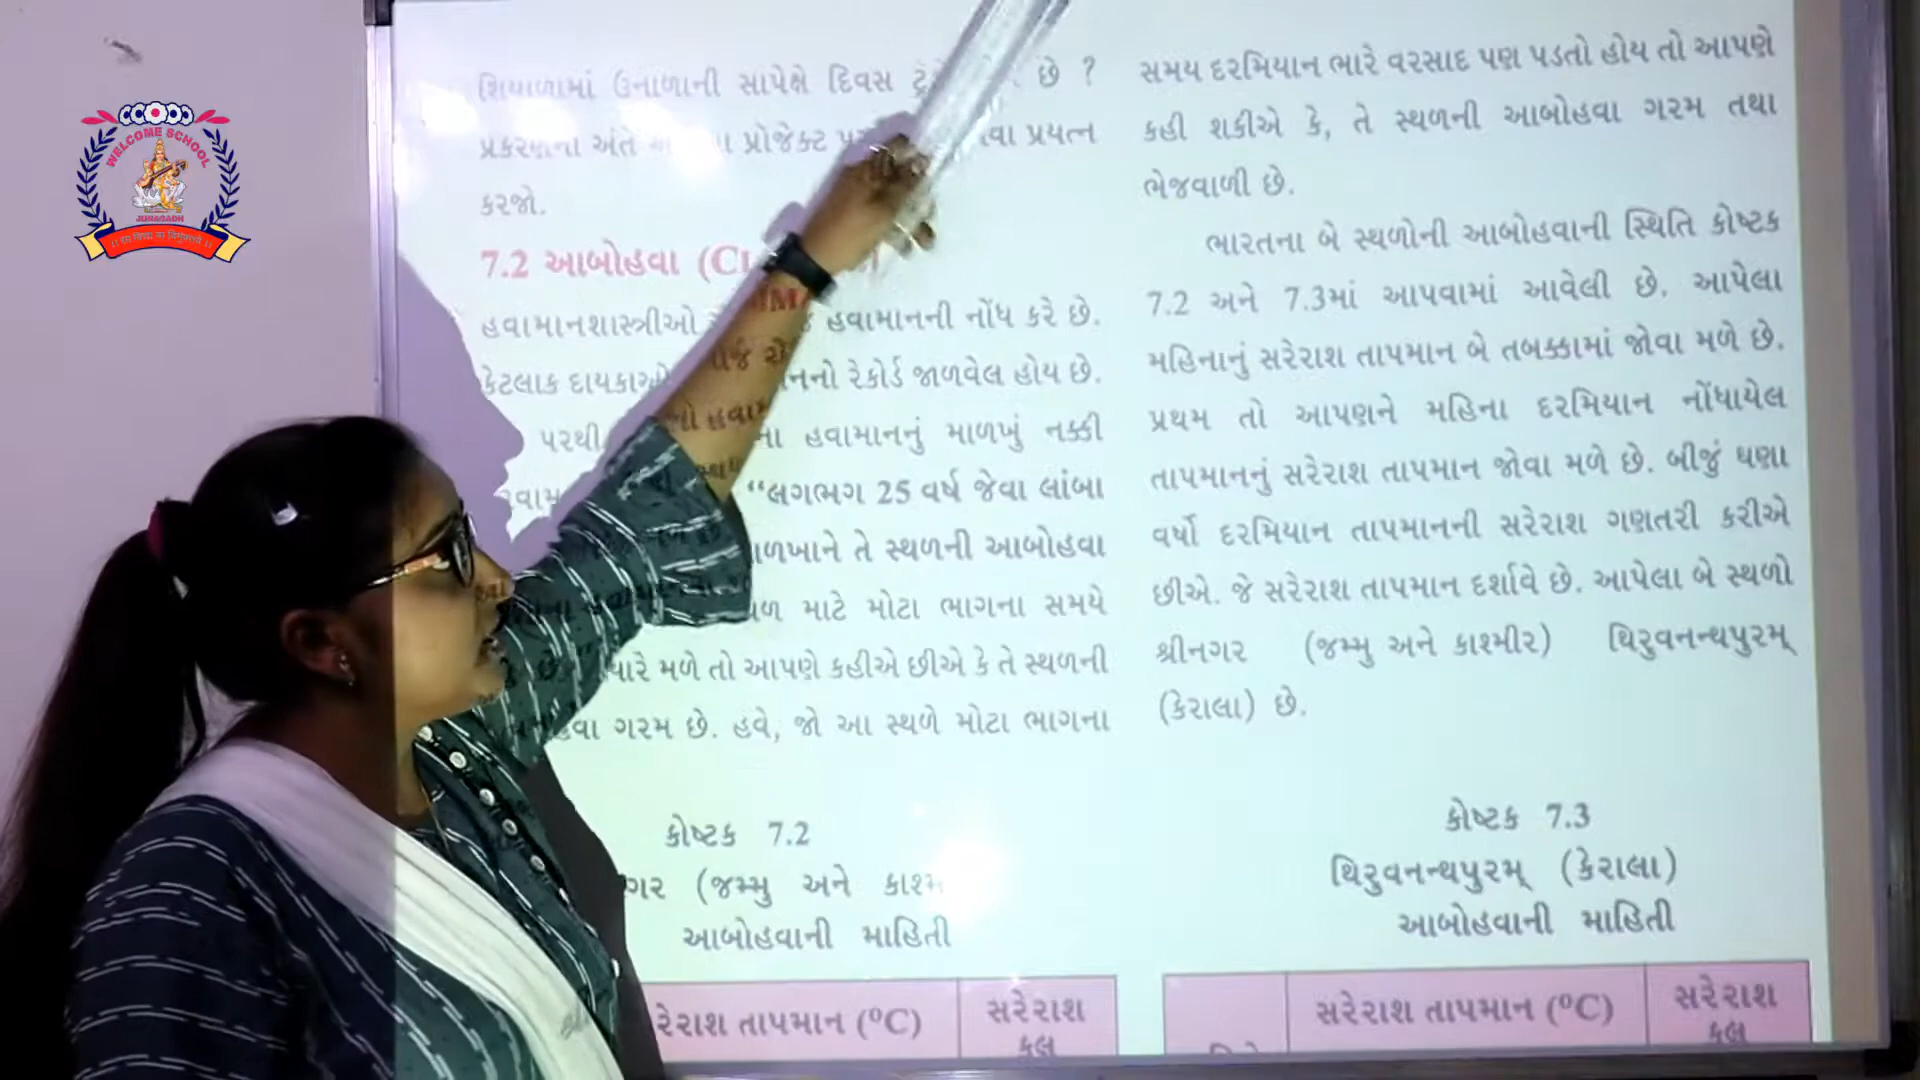 WELCOME SCHOOL
JUNAGADH
શિયાળામાં ઉનાળાની સાપેક્ષે દિવસ છે ?
પ્રકરણના અંતે પ્રોજેક્ટ પ્રયત્ન
કરજો.
7.2 આબોહવા
હવામાનશાસ્ત્રીઓ હવામાનની નોંધ કરે છે.
કેટલાક રેકોર્ડ જાળવેલ હોય છે.
પરથી હવામાનનું માળખું નક્કી
“લગભગ 25 વર્ષ જેવા લાંબા
તે સ્થળની આબોહવા
માટે મોટા ભાગના સમયે
મળે તો આપણે કહીએ છીએ કે તે સ્થળની
ગરમ છે. હવે, જો આ સ્થળે મોટા ભાગના
સમય દરમિયાન ભારે વરસાદ પણ પડતો હોય તો આપણે
કહી શકીએ કે, તે સ્થળની આબોહવા ગરમ તથા
ભેજવાળી છે.
ભારતના બે સ્થળોની આબોહવાની સ્થિતિ કોષ્ટક
7.2 અને 7.3માં આપવામાં આવેલી છે. આપેલા
મહિનાનું સરેરાશ તાપમાન બે તબક્કામાં જોવા મળે છે.
પ્રથમ તો આપણને મહિના દરમિયાન નોંધાયેલ
તાપમાનનું સરેરાશ તાપમાન જોવા મળે છે. બીજું ઘણા
વર્ષો દરમિયાન તાપમાનની સરેરાશ ગણતરી કરીએ
છીએ. જે સરેરાશ તાપમાન દર્શાવે છે. આપેલા બે સ્થળો
શ્રીનગર (જમ્મુ અને કાશ્મીર) થિરુવનન્થપુરમ્
(કેરાલા) છે.
કોષ્ટક 7.2
(જમ્મુ અને
આબોહવાની માહિતી
તાપમાન (⁰C) સરેરાશ
કોષ્ટક 7.3
થિરુવનન્થપુરમ્ (કેરાલા)
આબોહવાની માહિતી
સરેરાશ તાપમાન (⁰C) સરેરાશ